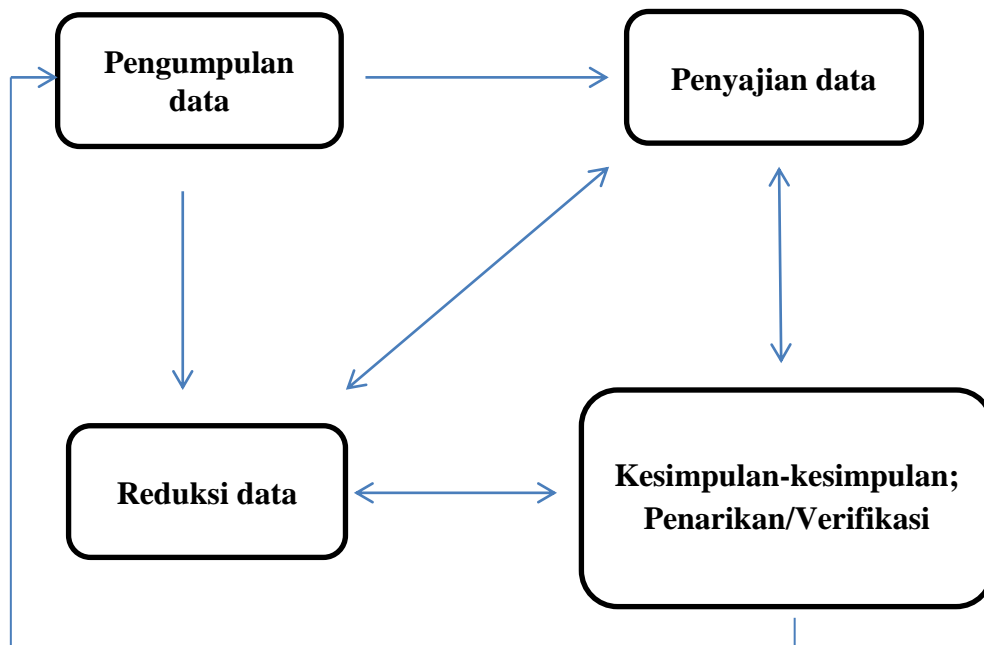 Pengumpulan
data
Penyajian data
Reduksi data
Kesimpulan-kesimpulan;
Penarikan/Verifikasi